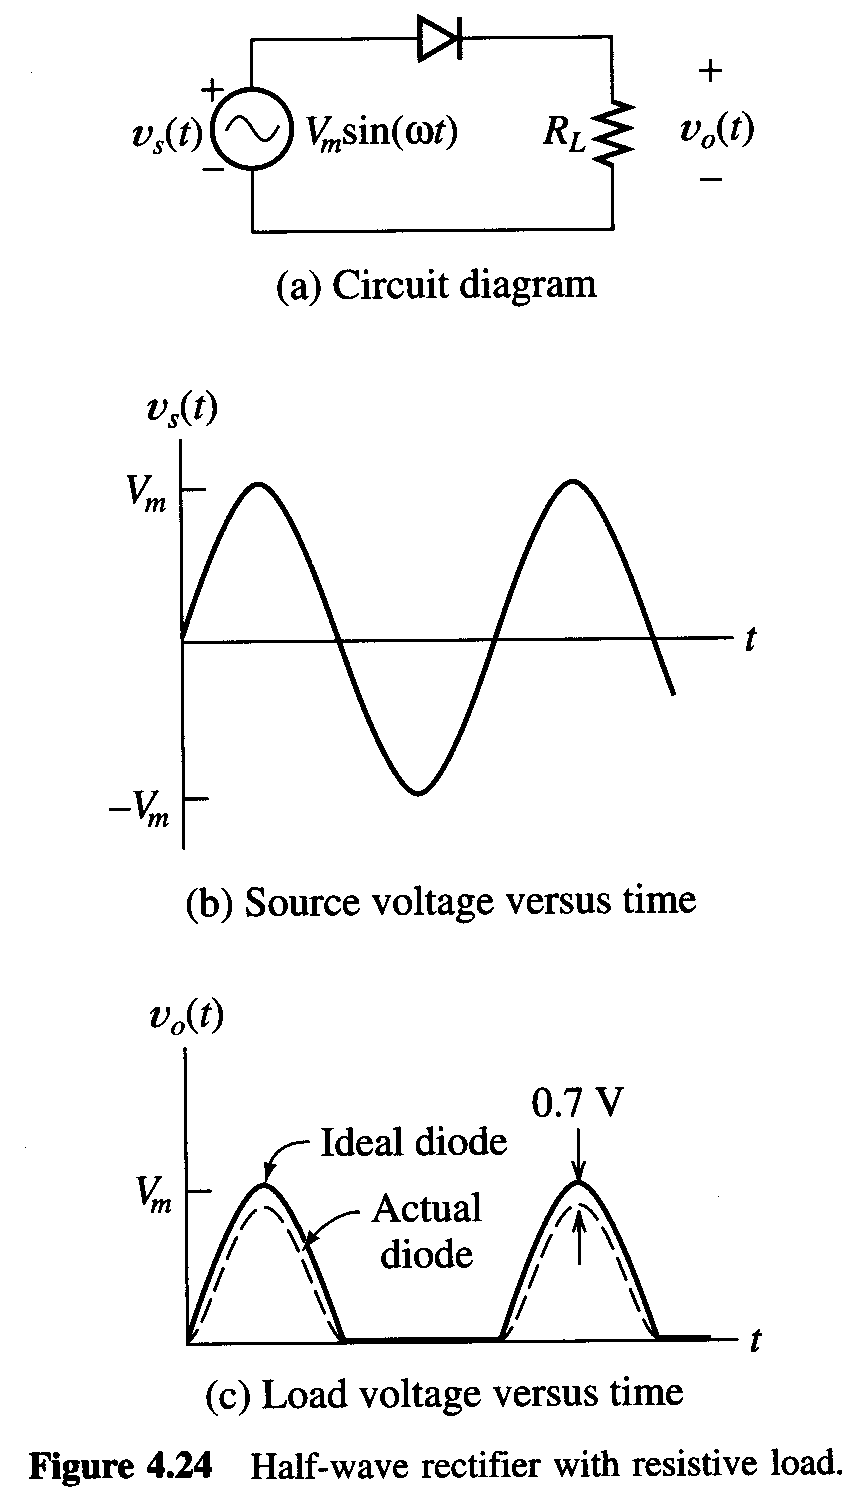 +
+
v_s(t) V_m sin(ωt) R_L v_o(t)
−
−
(a) Circuit diagram
v_s(t)
V_m
t
−V_m
(b) Source voltage versus time
v_o(t)
0.7 V
Ideal diode
V_m
Actual
diode
t
(c) Load voltage versus time
Figure 4.24 Half-wave rectifier with resistive load.